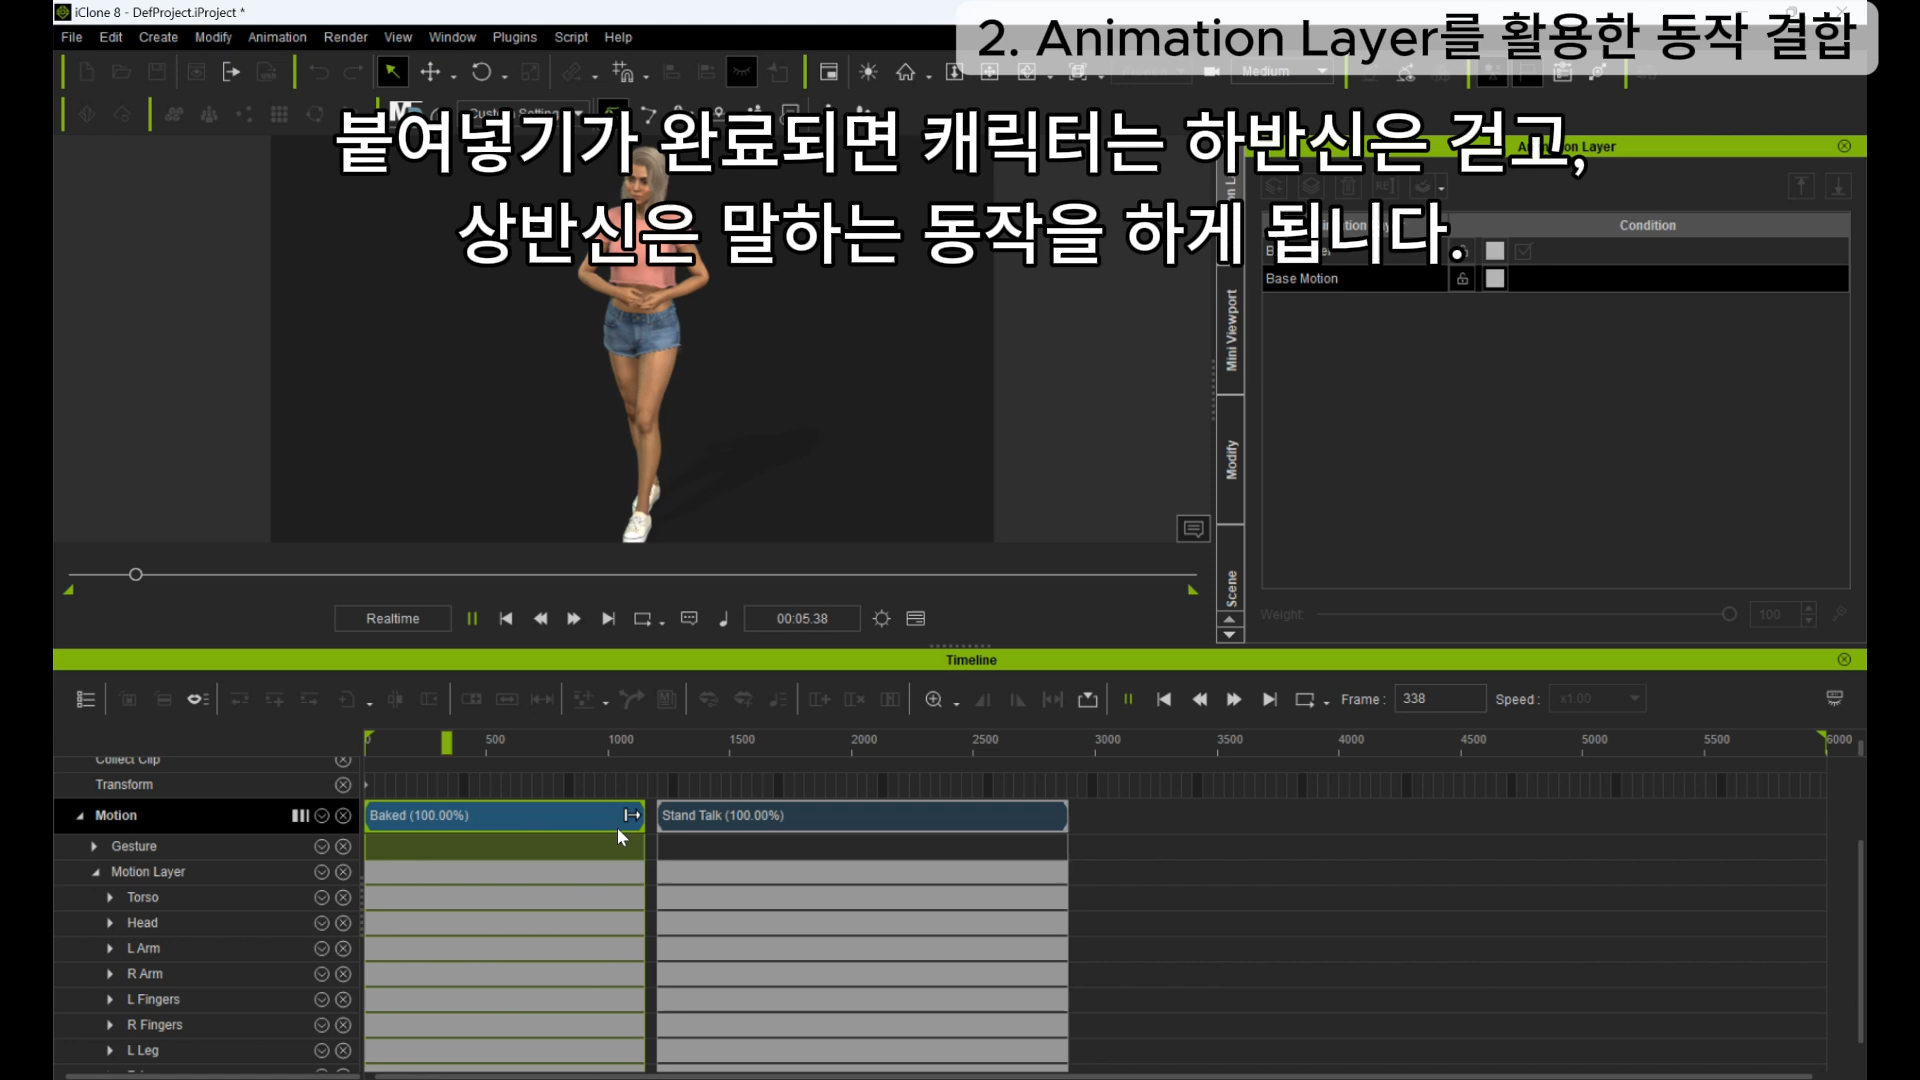 iClone 8 - DefProject.iProject *
2. Animation Layer를 활용한 동작 결합
File Edit Create Modify Animation Render View Window Plugins Script Help
Medium
붙여넣기가 완료되면 캐릭터는 하반신은 걷고,
상반신은 말하는 동작을 하게 됩니다.
Layer
Condition
Base Motion
Mini Viewport
Modify
Scene
Weight: 100
Realtime 00:05.38
Timeline
Frame : 338 Speed : x1.00
0 500 1000 1500 2000 2500 3000 3500 4000 4500 5000 5500 6000
Collect Clip
Transform
Motion Baked (100.00%) Stand Talk (100.00%)
Gesture
Motion Layer
Torso
Head
L Arm
R Arm
L Fingers
R Fingers
L Leg